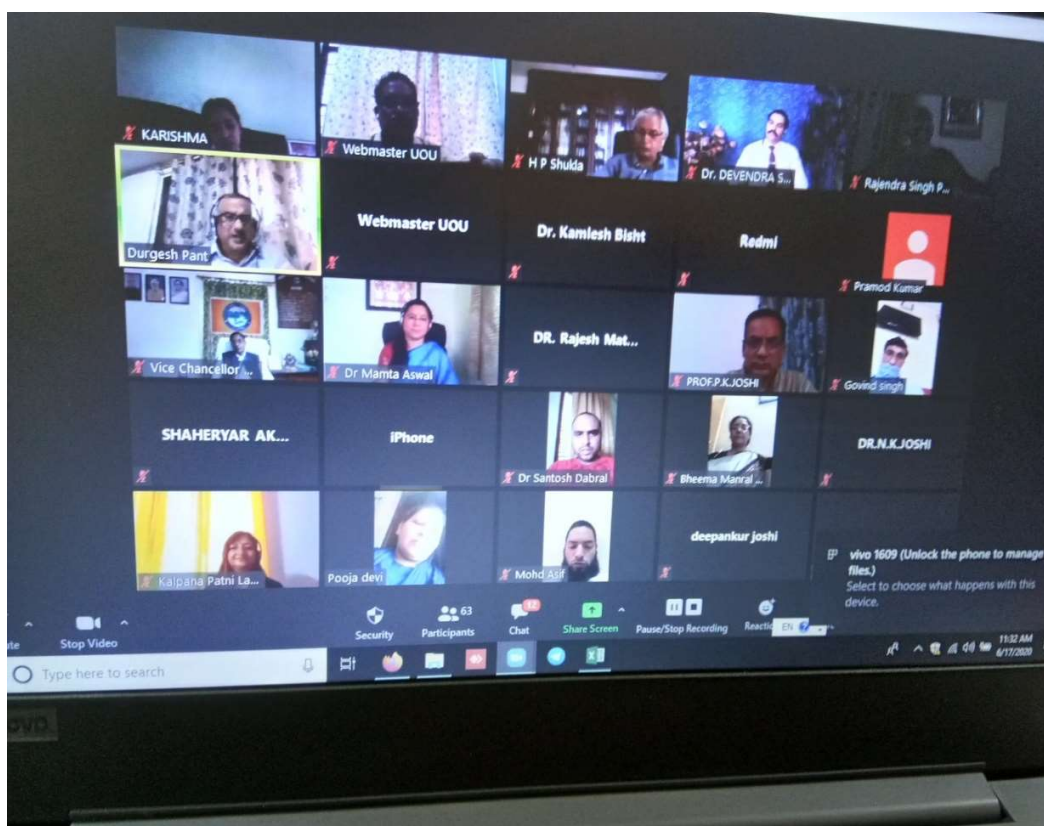 KARISHMA
Webmaster UOU
H P Shukla
Dr. DEVENDRA S...
Rajendra Singh P...
Durgesh Pant
Webmaster UOU
Dr. Kamlesh Bisht
Redmi
Pramod Kumar
Vice Chancellor ...
Dr Mamta Aswal
DR. Rajesh Mat...
PROF.P.K.JOSHI
Govind singh
SHAHERYAR AK...
iPhone
Dr Santosh Dabral
Bheema Manral ...
DR.N.K.JOSHI
Kalpana Patni La...
Pooja devi
Mohd Asif
deepankur joshi
vivo 1609 (Unlock the phone to manage
files.)
Select to choose what happens with this
device.
Stop Video
Security
Participants
63
Chat
Share Screen
Pause/Stop Recording
EN
Type here to search
11:32 AM
6/17/2020